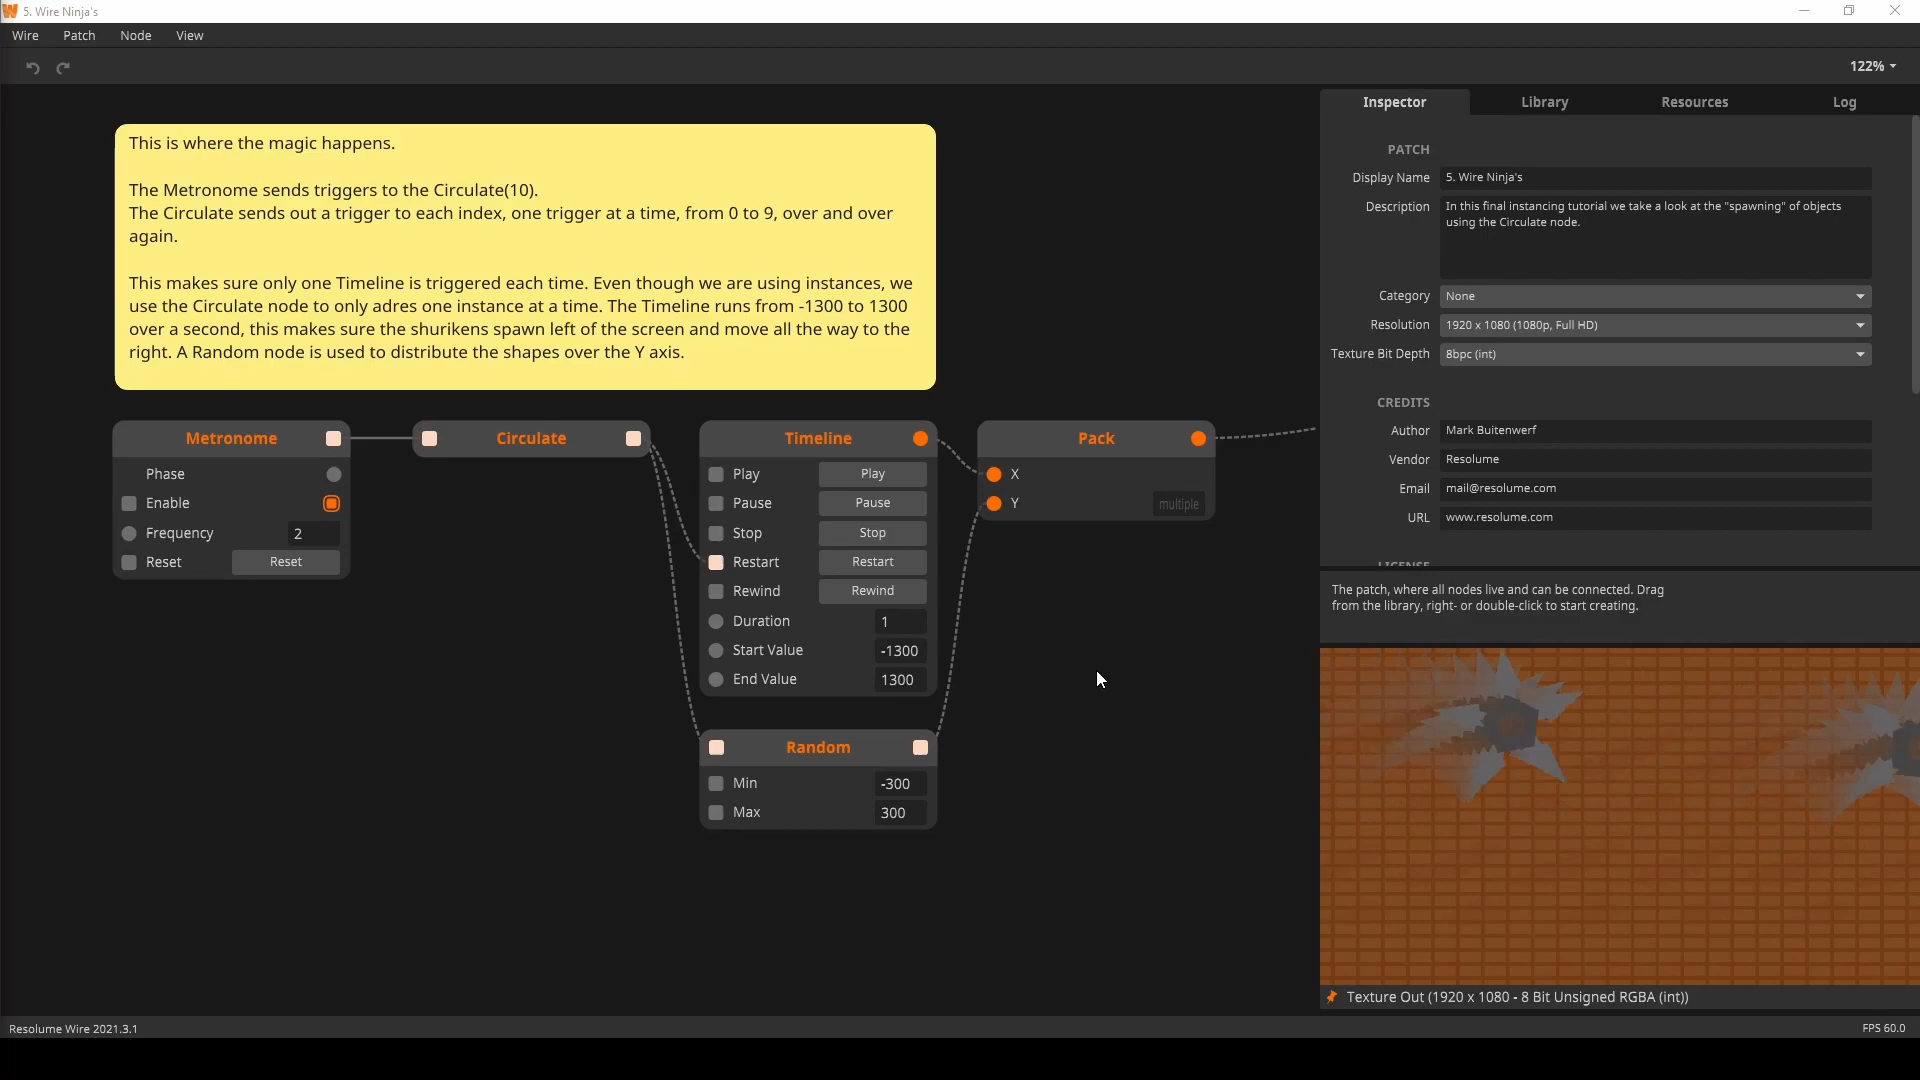 5. Wire Ninja's
Wire Patch Node View
122%
This is where the magic happens.
The Metronome sends triggers to the Circulate(10).
The Circulate sends out a trigger to each index, one trigger at a time, from 0 to 9, over and over
again.
This makes sure only one Timeline is triggered each time. Even though we are using instances, we
use the Circulate node to only adres one instance at a time. The Timeline runs from -1300 to 1300
over a second, this makes sure the shurikens spawn left of the screen and move all the way to the
right. A Random node is used to distribute the shapes over the Y axis.
Metronome
Phase
Enable
Frequency 2
Reset Reset
Circulate
Timeline
Play Play
Pause Pause
Stop Stop
Restart Restart
Rewind Rewind
Duration 1
Start Value -1300
End Value 1300
Random
Min -300
Max 300
Pack
X
Y multiple
Inspector Library Resources Log
PATCH
Display Name 5. Wire Ninja's
Description In this final instancing tutorial we take a look at the "spawning" of objects
using the Circulate node.
Category None
Resolution 1920 x 1080 (1080p, Full HD)
Texture Bit Depth 8bpc (int)
CREDITS
Author Mark Buitenwerf
Vendor Resolume
Email mail@resolume.com
URL www.resolume.com
LICENSE
The patch, where all nodes live and can be connected. Drag
from the library, right- or double-click to start creating.
Texture Out (1920 x 1080 - 8 Bit Unsigned RGBA (int))
Resolume Wire 2021.3.1
FPS 60.0